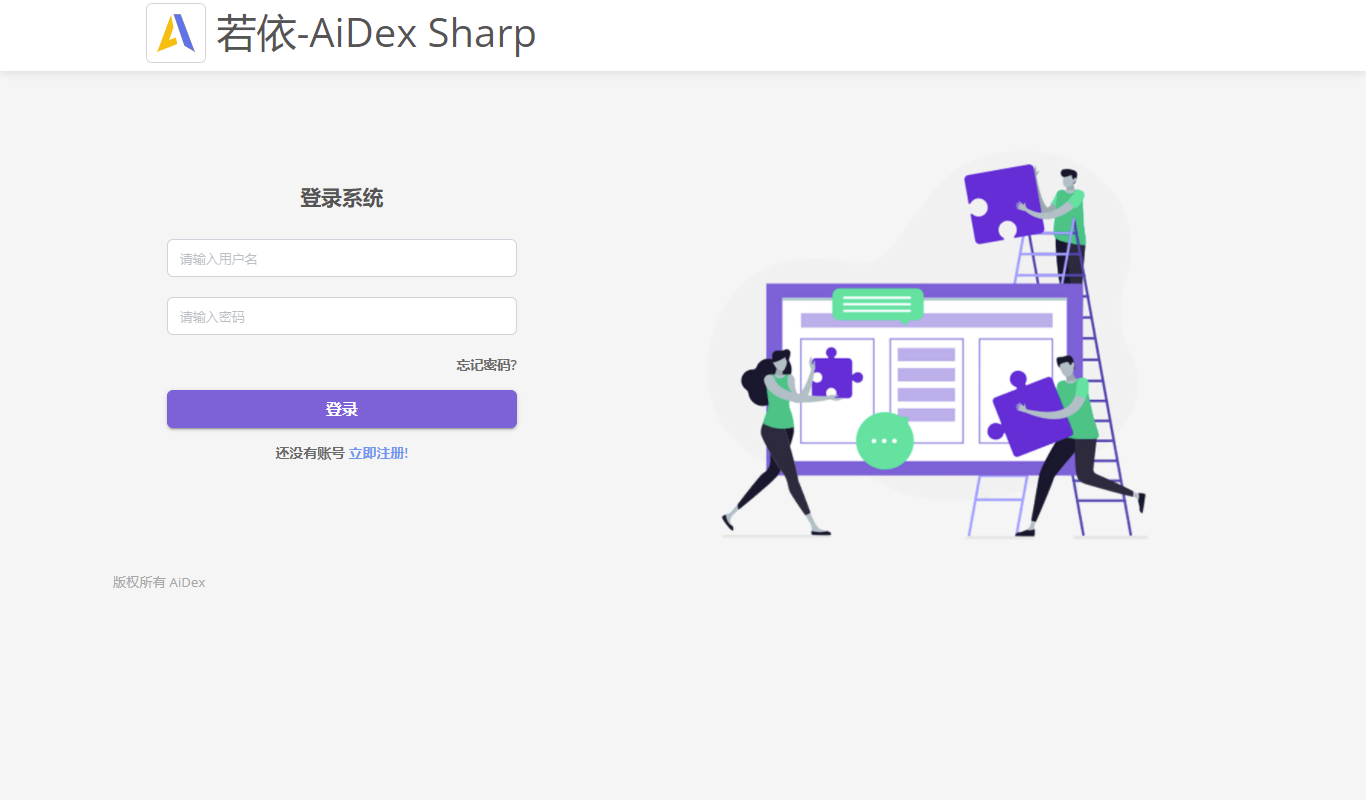 若依-AiDex Sharp
登录系统
请输入用户名
请输入密码
忘记密码?
登录
还没有账号 立即注册!
版权所有 AiDex